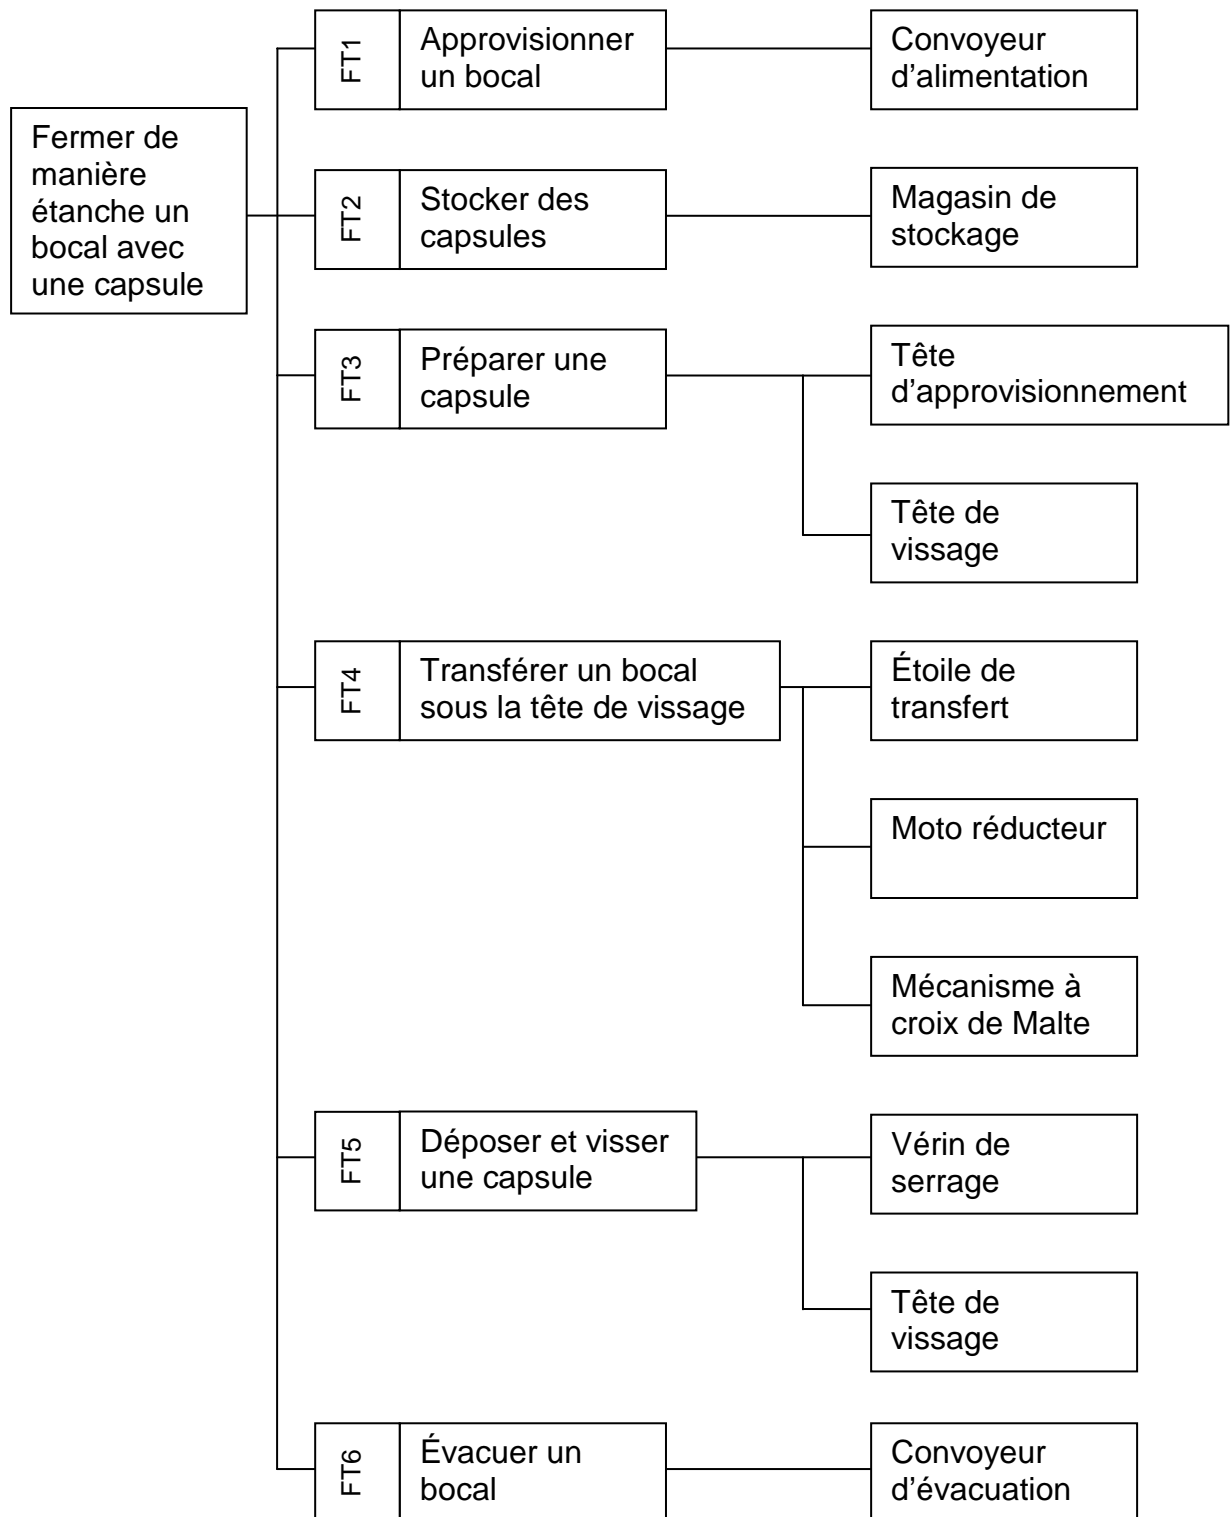 Fermer de
manière
étanche un
bocal avec
une capsule
FT1
Approvisionner
un bocal
Convoyeur
d'alimentation
FT2
Stocker des
capsules
Magasin de
stockage
FT3
Préparer une
capsule
Tête
d'approvisionnement
Tête de
vissage
FT4
Transférer un bocal
sous la tête de vissage
Étoile de
transfert
Moto réducteur
Mécanisme à
croix de Malte
FT5
Déposer et visser
une capsule
Vérin de
serrage
Tête de
vissage
FT6
Évacuer un
bocal
Convoyeur
d'évacuation